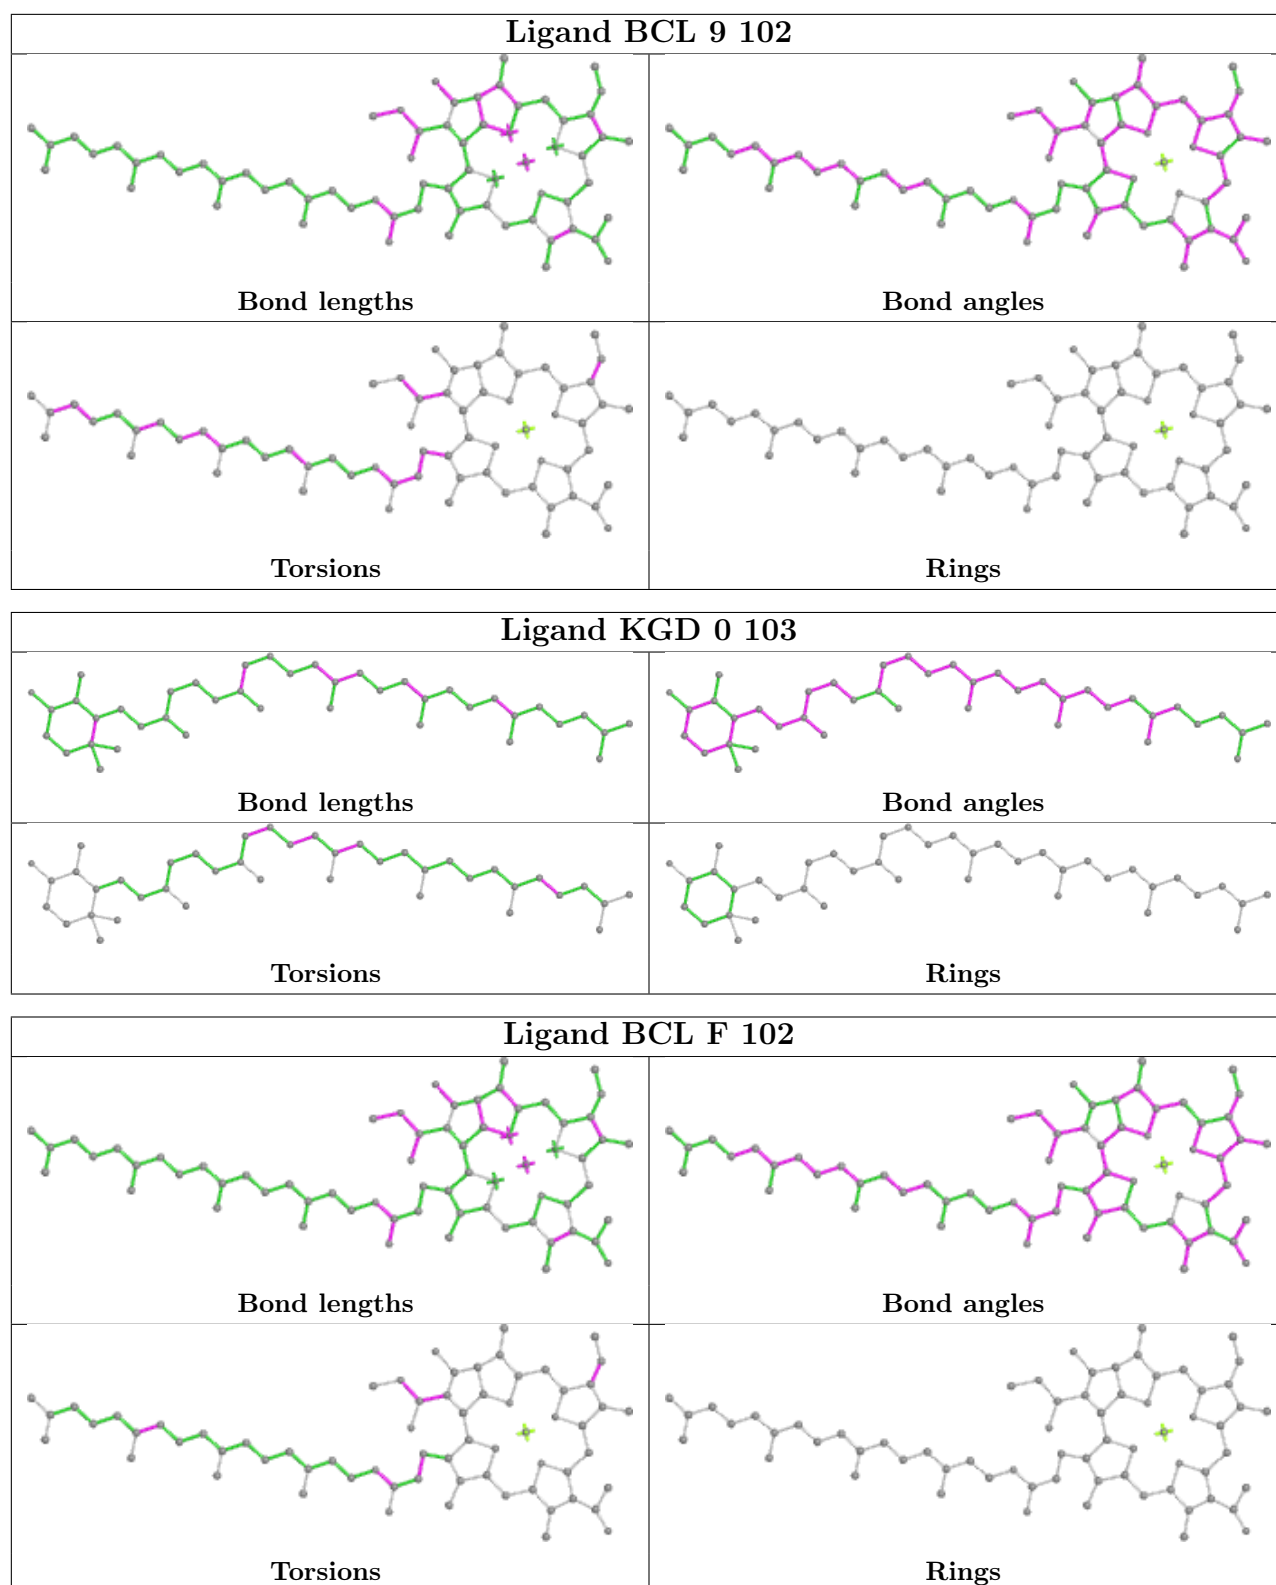 Ligand BCL 9 102
Bond lengths
Bond angles
Torsions
Rings
Ligand KGD 0 103
Bond lengths
Bond angles
Torsions
Rings
Ligand BCL F 102
Bond lengths
Bond angles
Torsions
Rings